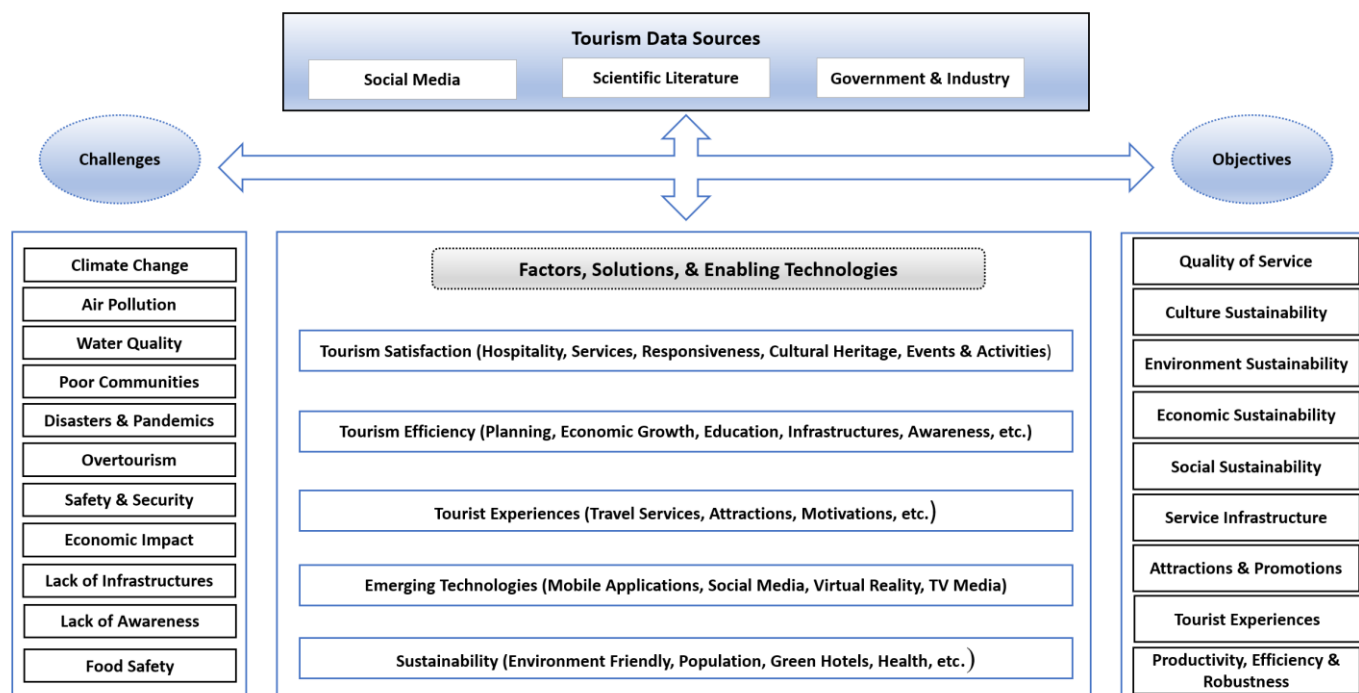 Tourism Data Sources
Social Media
Scientific Literature
Government & Industry
Challenges
Objectives
Climate Change
Air Pollution
Water Quality
Poor Communities
Disasters & Pandemics
Overtourism
Safety & Security
Economic Impact
Lack of Infrastructures
Lack of Awareness
Food Safety
Factors, Solutions, & Enabling Technologies
Tourism Satisfaction (Hospitality, Services, Responsiveness, Cultural Heritage, Events & Activities)
Tourism Efficiency (Planning, Economic Growth, Education, Infrastructures, Awareness, etc.)
Tourist Experiences (Travel Services, Attractions, Motivations, etc.)
Emerging Technologies (Mobile Applications, Social Media, Virtual Reality, TV Media)
Sustainability (Environment Friendly, Population, Green Hotels, Health, etc.)
Quality of Service
Culture Sustainability
Environment Sustainability
Economic Sustainability
Social Sustainability
Service Infrastructure
Attractions & Promotions
Tourist Experiences
Productivity, Efficiency &
Robustness